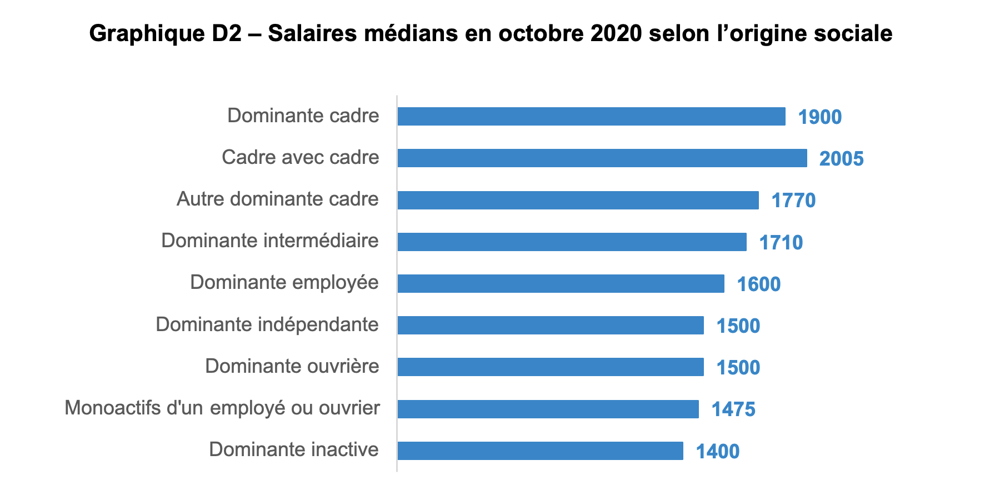 Graphique D2 – Salaires médians en octobre 2020 selon l’origine sociale
Dominante cadre 1900
Cadre avec cadre 2005
Autre dominante cadre 1770
Dominante intermédiaire 1710
Dominante employée 1600
Dominante indépendante 1500
Dominante ouvrière 1500
Monoactifs d'un employé ou ouvrier 1475
Dominante inactive 1400